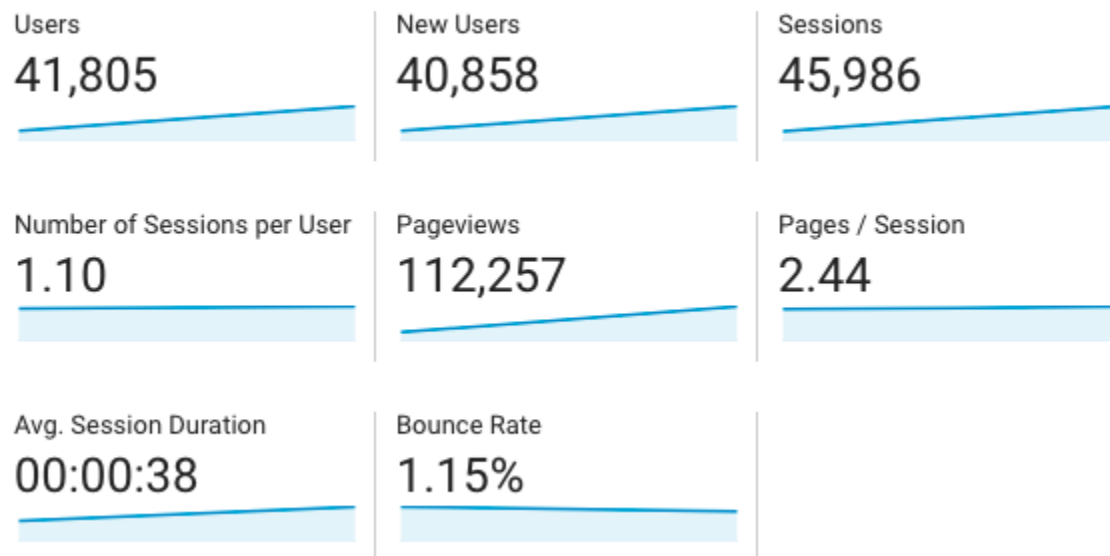 Users
41,805
New Users
40,858
Sessions
45,986
Number of Sessions per User
1.10
Pageviews
112,257
Pages / Session
2.44
Avg. Session Duration
00:00:38
Bounce Rate
1.15%